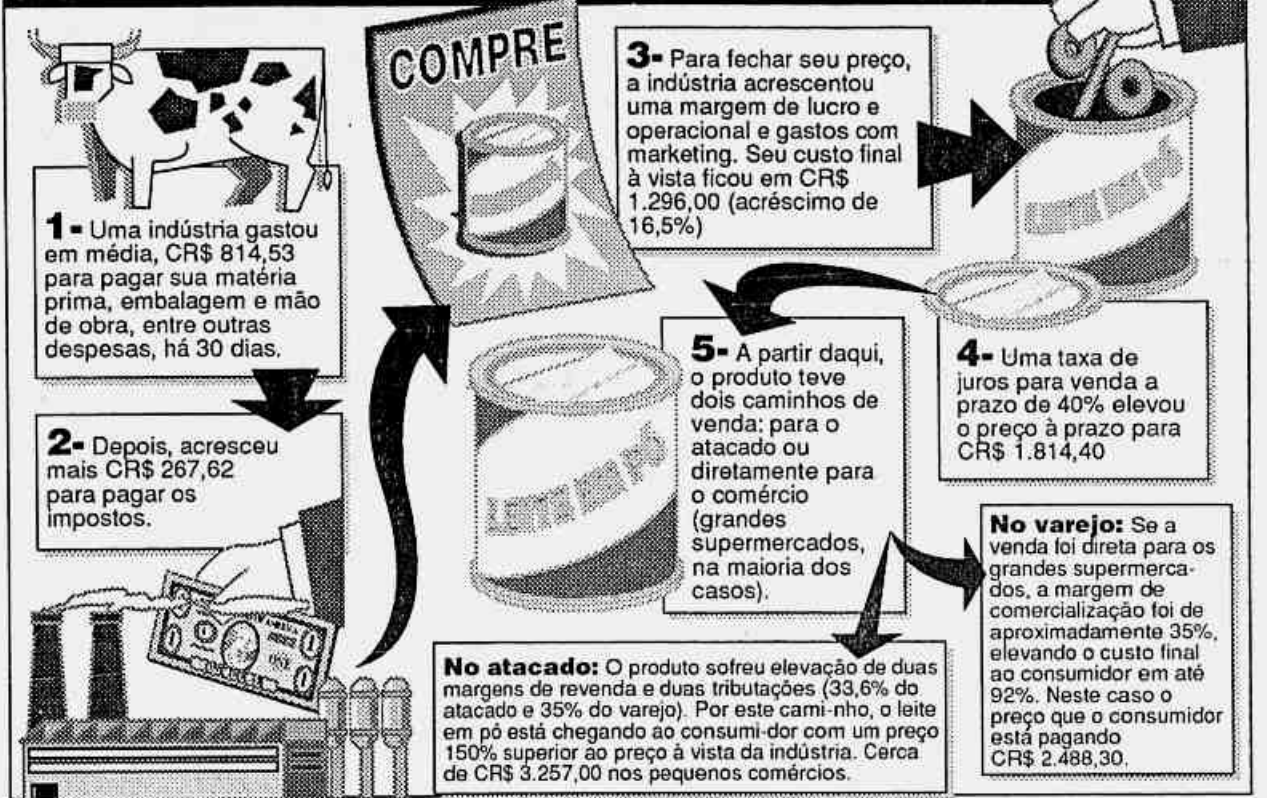 COMPRE
1- Uma indústria gastou
em média, CR$ 814,53
para pagar sua matéria
prima, embalagem e mão
de obra, entre outras
despesas, há 30 dias.
2- Depois, acresceu
mais CR$ 267,62
para pagar os
impostos.
3- Para fechar seu preço,
a indústria acrescentou
uma margem de lucro e
operacional e gastos com
marketing. Seu custo final
à vista ficou em CR$
1.296,00 (acréscimo de
16,5%)
%
4- Uma taxa de
juros para venda a
prazo de 40% elevou
o preço à prazo para
CR$ 1.814,40
5- A partir daqui,
o produto teve
dois caminhos de
venda: para o
atacado ou
diretamente para
o comércio
(grandes
supermercados,
na maioria dos
casos).
LEITE EM PÓ
No atacado: O produto sofreu elevação de duas
margens de revenda e duas tributações (33,6% do
atacado e 35% do varejo). Por este cami-nho, o leite
em pó está chegando ao consumi-dor com um preço
150% superior ao preço à vista da indústria. Cerca
de CR$ 3.257,00 nos pequenos comércios.
No varejo: Se a
venda foi direta para os
grandes supermerca-
dos, a margem de
comercialização foi de
aproximadamente 35%,
elevando o custo final
ao consumidor em até
92%. Neste caso o
preço que o consumidor
está pagando
CR$ 2.488,30.
ONE